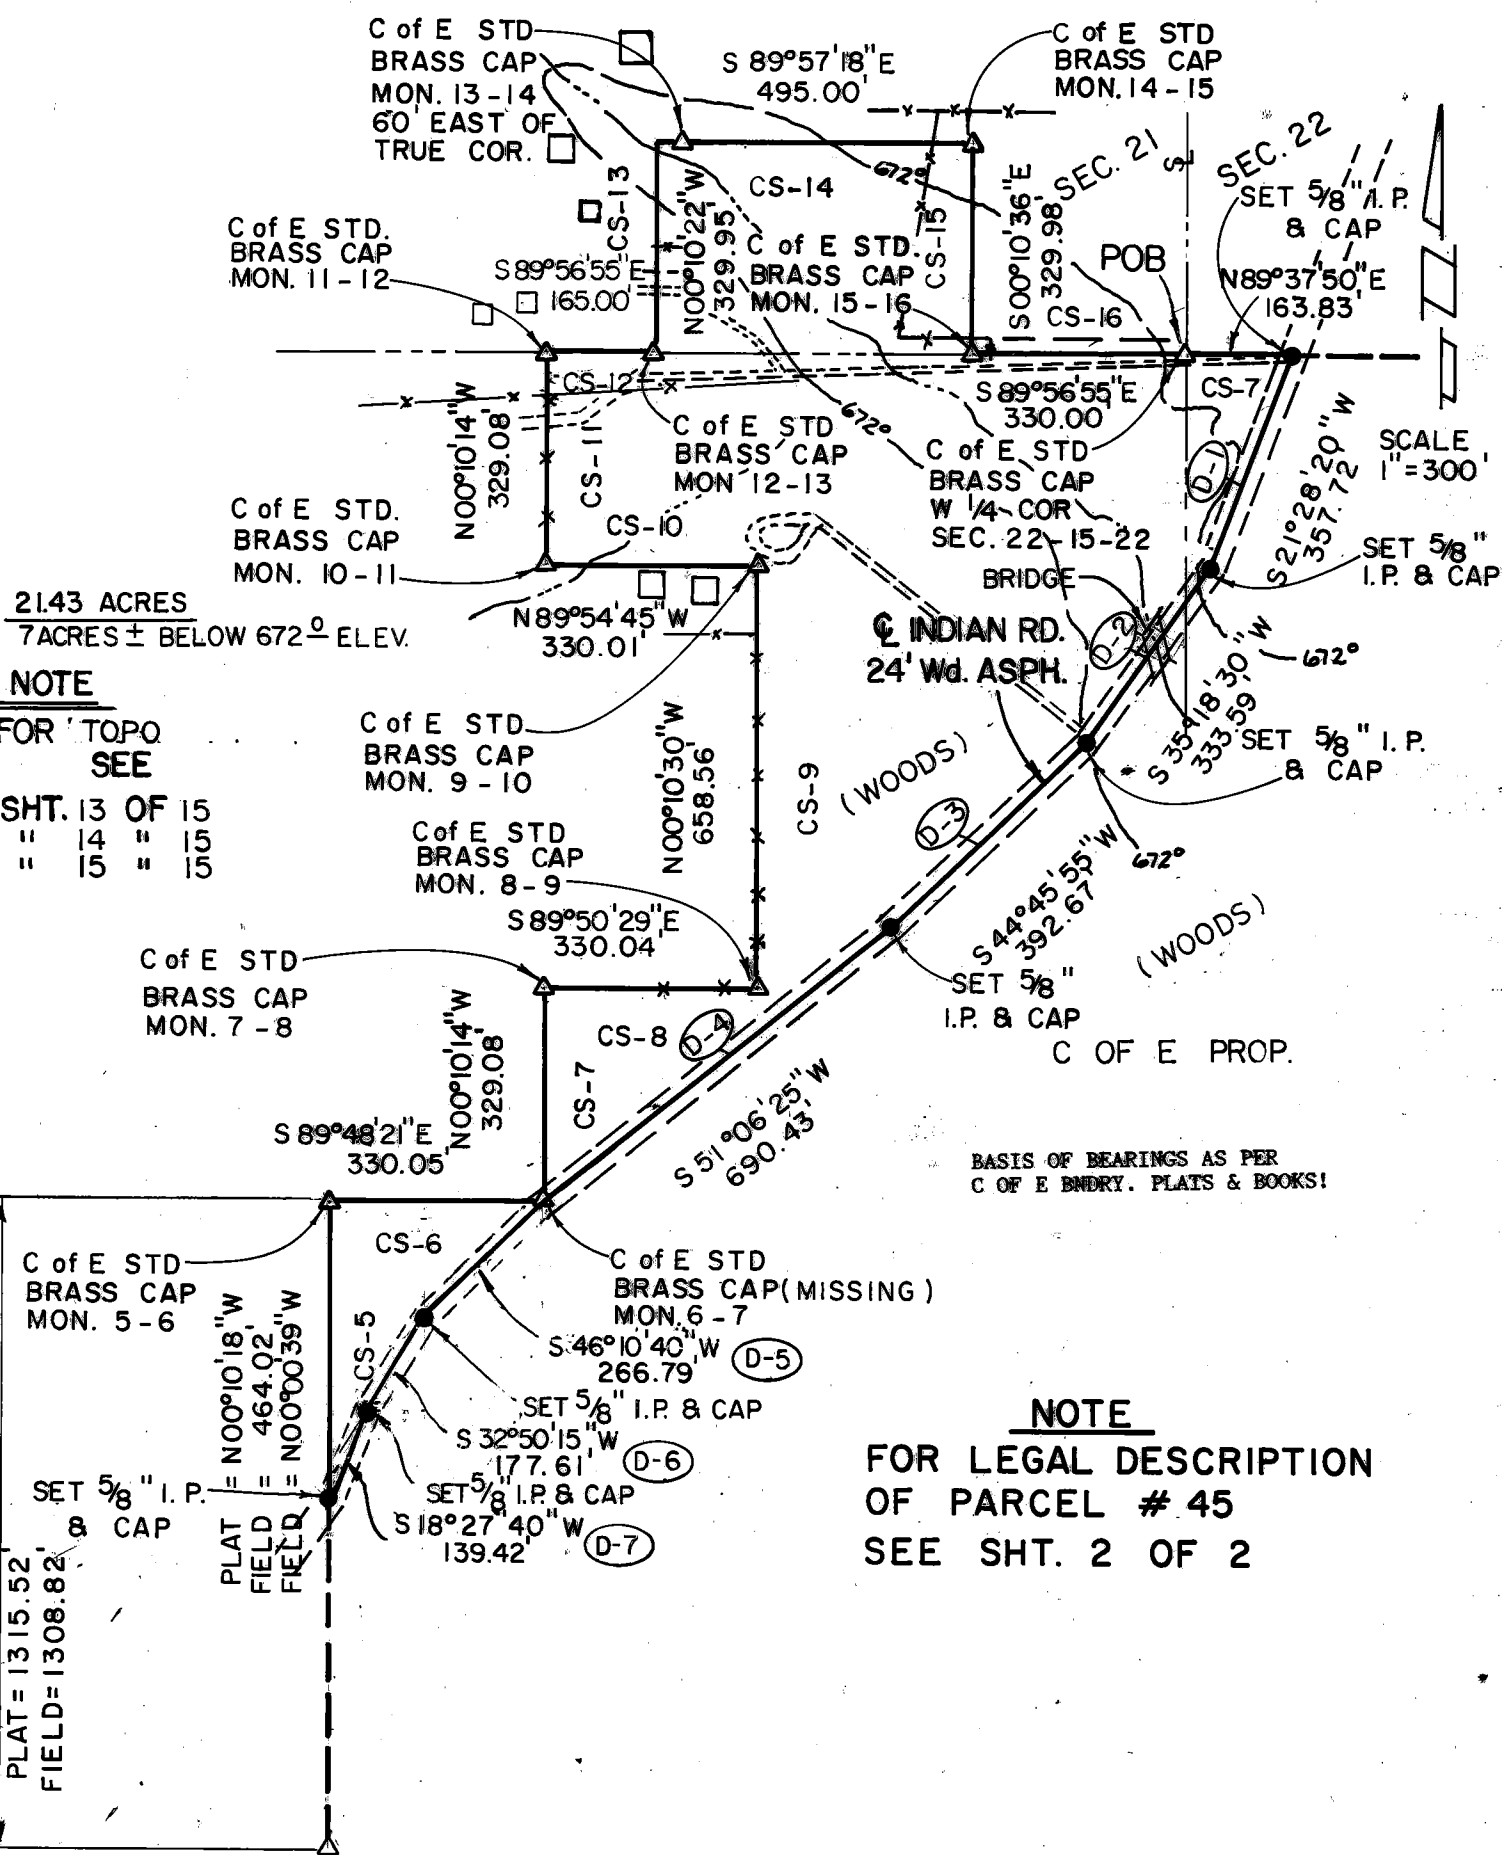 C of E STD
BRASS CAP
MON. 13-14
60' EAST OF
TRUE COR.
S 89°57'18"E
495.00'
C of E STD
BRASS CAP
MON. 14-15
SEC. 21
SEC. 22
SET 5/8" I.P.
& CAP
N89°37'50"E
163.83'
POB
CS-13
CS-14
CS-15
CS-16
672°
N00°10'22"W
329.95'
S00°10'36"E
329.98'
C of E STD.
BRASS CAP
MON. 11-12
S89°56'55"E
165.00'
C of E STD.
BRASS CAP
MON. 15-16
S89°56'55"E
330.00'
CS-7
CS-12
CS-11
N00°10'14"W
329.08'
C of E STD
BRASS CAP
MON 12-13
672°
C of E STD
BRASS CAP
W 1/4 COR
SEC. 22-15-22
D-1
S21°28'20"W
357.72'
SCALE
1"=300'
C of E STD.
BRASS CAP
MON. 10-11
CS-10
SET 5/8"
I.P. & CAP
BRIDGE
21.43 ACRES
7ACRES ± BELOW 672° ELEV.
N89°54'45"W
330.01'
℄ INDIAN RD.
24' Wd. ASPH.
D-2
672°
S 35°18'30"W
333.59'
NOTE
FOR TOPO
SEE
SHT. 13 OF 15
" 14 " 15
" 15 " 15
C of E STD
BRASS CAP
MON. 9-10
N00°10'30"W
658.56'
CS-9
(WOODS)
SET 5/8" I.P.
& CAP
D-3
672°
C of E STD
BRASS CAP
MON. 8-9
S89°50'29"E
330.04'
S 44°45'55"W
392.67'
(WOODS)
C of E STD
BRASS CAP
MON. 7-8
SET 5/8"
I.P. & CAP
C OF E PROP.
N00°10'14"W
329.08'
CS-8
D-4
CS-7
S 51°06'25"W
690.43'
S 89°48'21"E
330.05'
BASIS OF BEARINGS AS PER
C OF E BNDRY. PLATS & BOOKS!
CS-6
C of E STD
BRASS CAP
MON. 5-6
C of E STD
BRASS CAP(MISSING)
MON. 6-7
S 46°10'40"W
266.79'
D-5
CS-5
PLAT = N00°10'18"W
FIELD = 464.02'
FIELD = N00°00'39"W
SET 5/8" I.P. & CAP
S 32°50'15"W
177.61'
D-6
SET 5/8" I.P.
& CAP
SET 5/8" I.P. & CAP
S 18°27'40"W
139.42'
D-7
NOTE
FOR LEGAL DESCRIPTION
OF PARCEL # 45
SEE SHT. 2 OF 2
PLAT = 1315.52'
FIELD=1308.82'